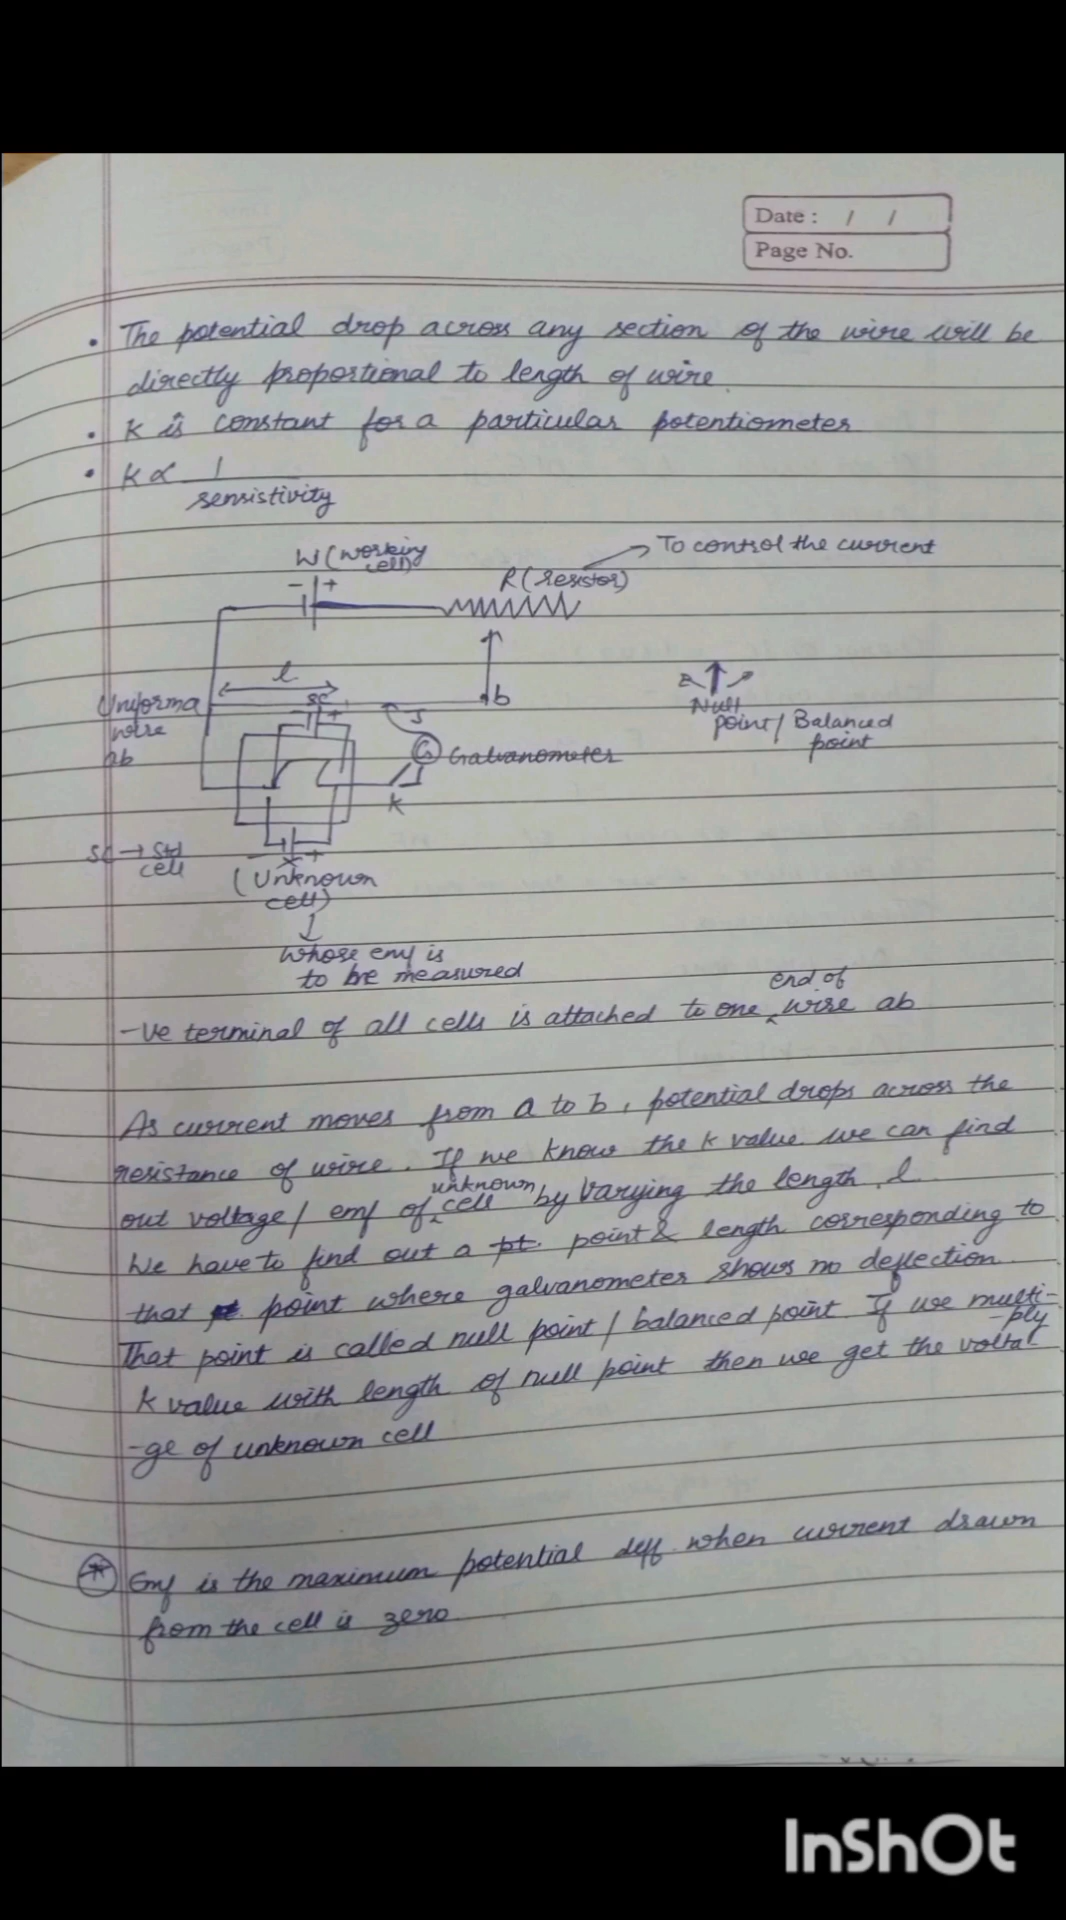 Date : / /
Page No.
• The potential drop across any section of the wire will be
directly proportional to length of wire.
• K is constant for a particular potentiometer
• K ∝ 1
sensistivity
W (working
cell)
→ To control the current
R (resistor)
- +
l
Uniform a
wire
ab
SC
+
J
b
Null
point / Balanced
point
G Galvanometer
K
SC → Std
cell
- +
(Unknown
cell)
↓
whose emf is
to be measured
end of
-ve terminal of all cells is attached to one ^ wire ab
As current moves from a to b, potential drops across the
resistance of wire. If we know the k value we can find
unknown
out voltage / emf of ^ cell by varying the length l.
We have to find out a pt. point & length corresponding to
that pt. point where galvanometer shows no deflection.
That point is called null point / balanced point. If we multi-
-ply
k value with length of null point then we get the volta-
-ge of unknown cell
* Emf is the maximum potential diff. when current drawn
from the cell is zero
InShOt